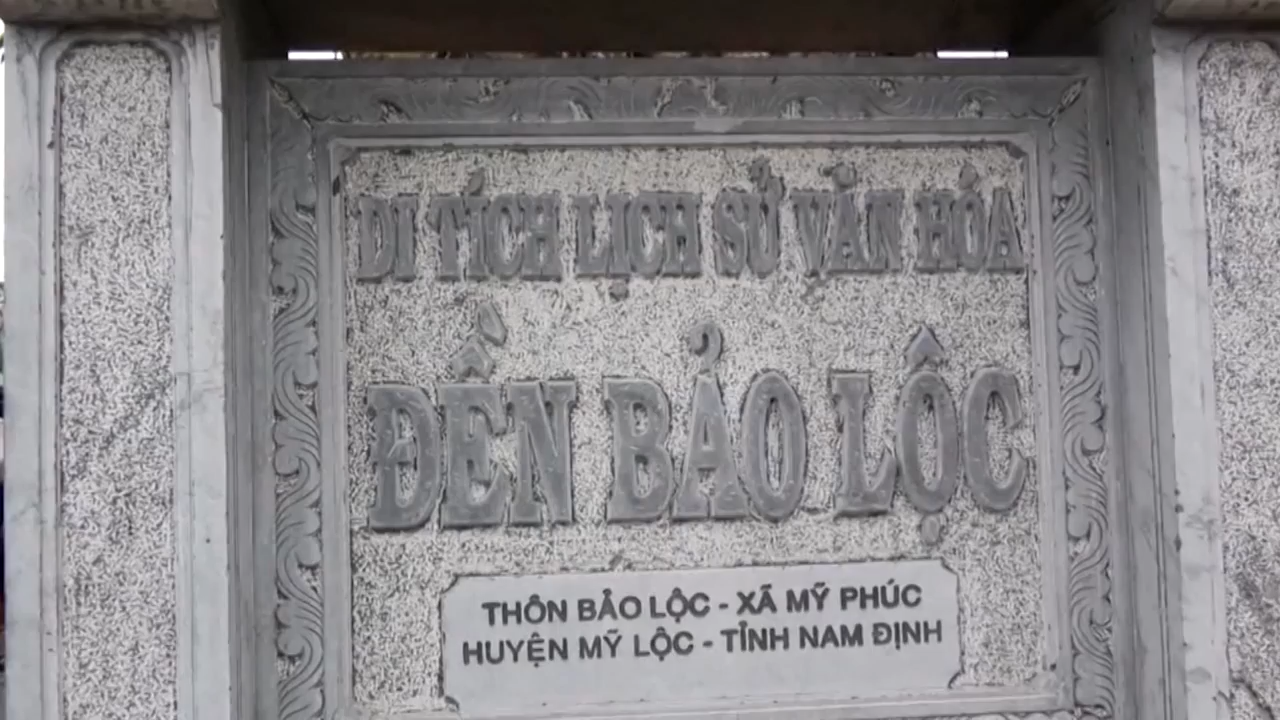 DI TÍCH LỊCH SỬ VĂN HÓA
ĐỀN BẢO LỘC
THÔN BẢO LỘC - XÃ MỸ PHÚC
HUYỆN MỸ LỘC - TỈNH NAM ĐỊNH